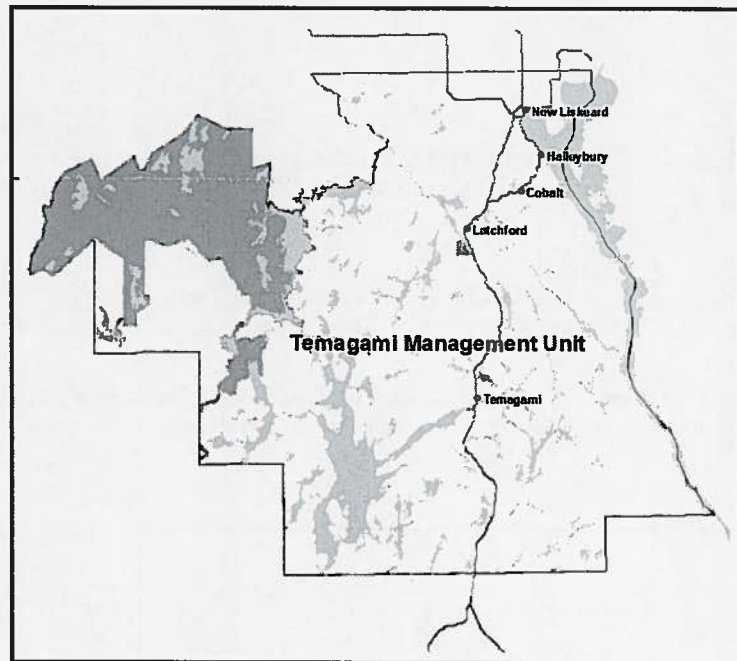 New Liskeard
Haileybury
Cobalt
Latchford
Temagami Management Unit
Temagami